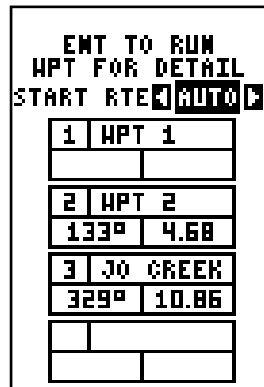 ENT TO RUN
WPT FOR DETAIL
START RTE AUTO
1 WPT 1
2 WPT 2
133° 4.68
3 JO CREEK
329° 10.86